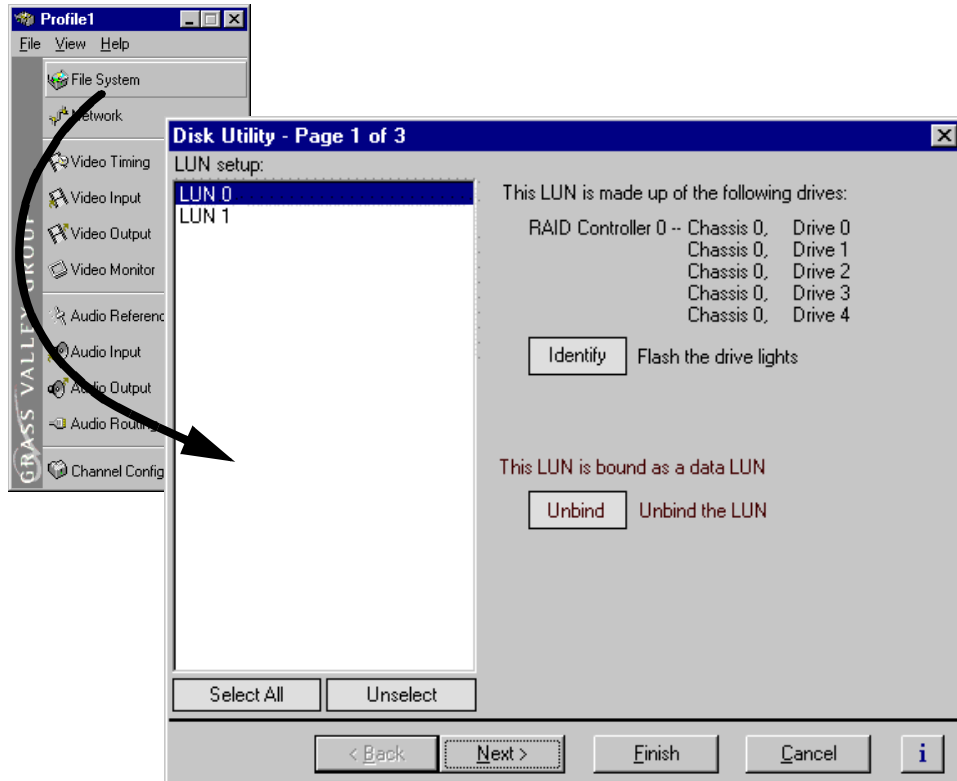 Profile1
File View Help
File System
Network
Video Timing
Video Input
Video Output
Video Monitor
Audio Referenc
Audio Input
Audio Output
Audio Routing
Channel Config
GRASS VALLEY GROUP
Disk Utility - Page 1 of 3
LUN setup:
LUN 0
LUN 1
Select All
Unselect
This LUN is made up of the following drives:
RAID Controller 0 -- Chassis 0, Drive 0
Chassis 0, Drive 1
Chassis 0, Drive 2
Chassis 0, Drive 3
Chassis 0, Drive 4
Identify Flash the drive lights
This LUN is bound as a data LUN
Unbind Unbind the LUN
< Back Next > Finish Cancel i